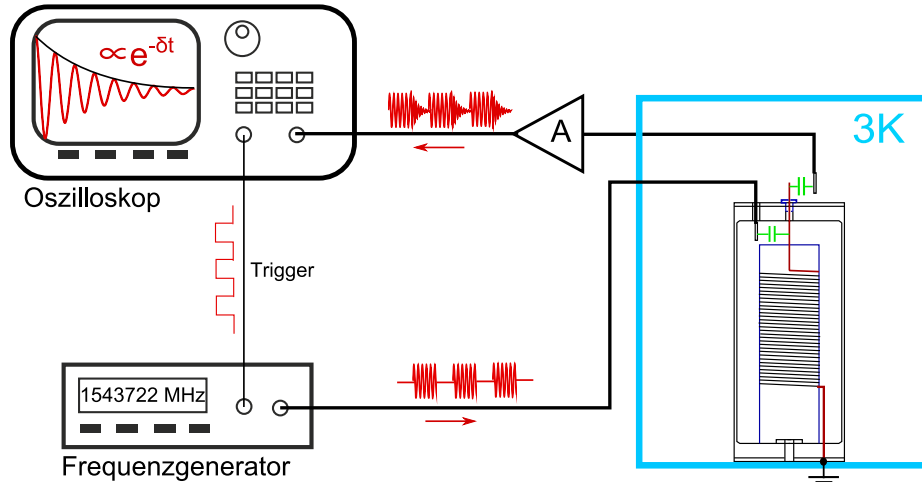 ∝e^-δt
A
3K
Oszilloskop
Trigger
1543722 MHz
Frequenzgenerator